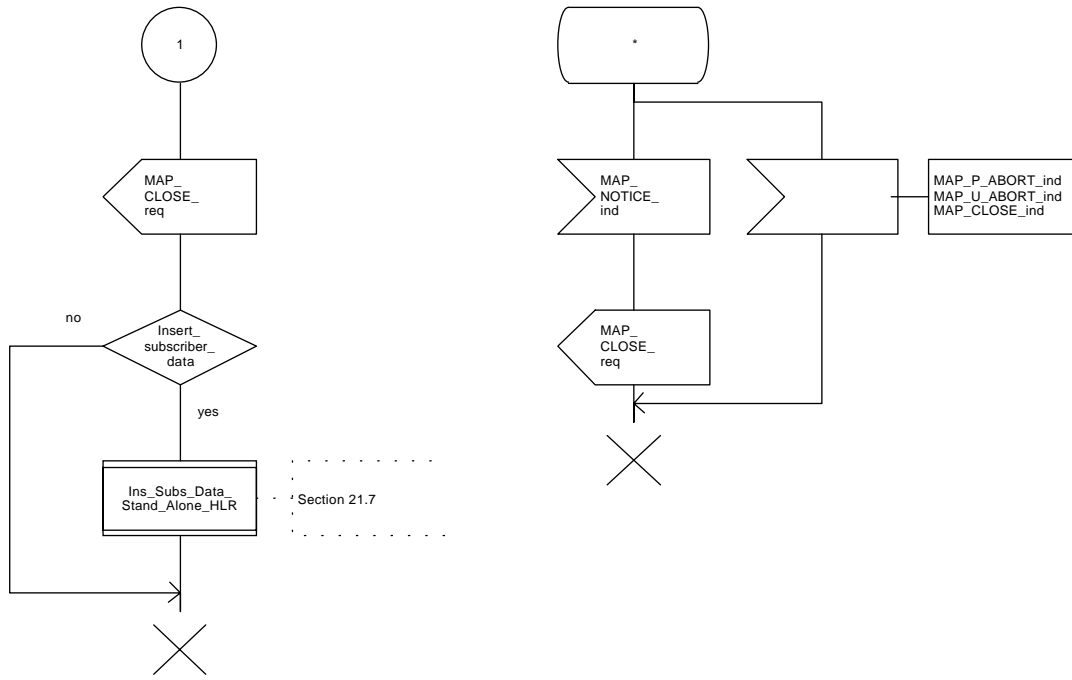 1
MAP_
CLOSE_
req
no
Insert_
subscriber_
data
yes
Ins_Subs_Data_
Stand_Alone_HLR
Section 21.7
*
MAP_
NOTICE_
ind
MAP_P_ABORT_ind
MAP_U_ABORT_ind
MAP_CLOSE_ind
MAP_
CLOSE_
req